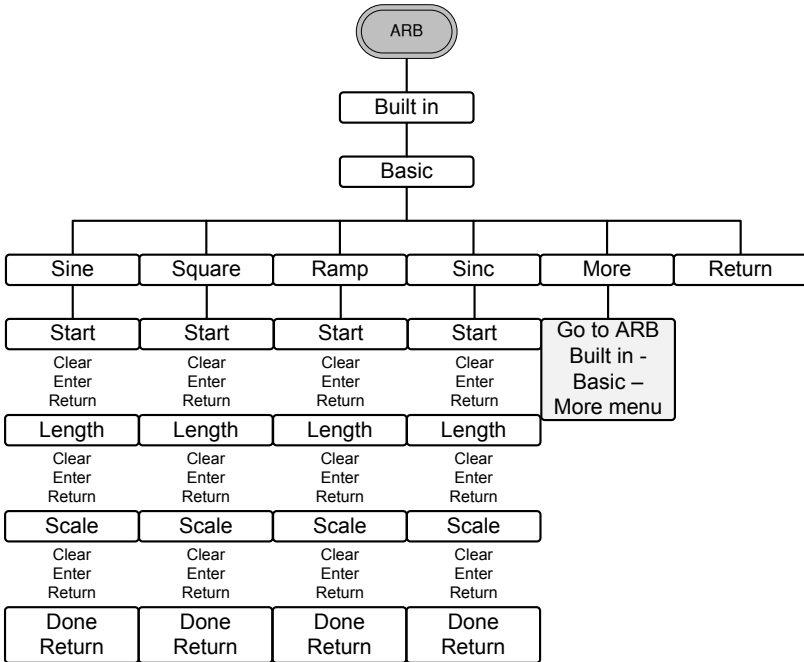 ARB
Built in
Basic
Sine Square Ramp Sinc More Return
Start Start Start Start Go to ARB
Built in -
Basic –
More menu
Clear Clear Clear Clear
Enter Enter Enter Enter
Return Return Return Return
Length Length Length Length
Clear Clear Clear Clear
Enter Enter Enter Enter
Return Return Return Return
Scale Scale Scale Scale
Clear Clear Clear Clear
Enter Enter Enter Enter
Return Return Return Return
Done Done Done Done
Return Return Return Return